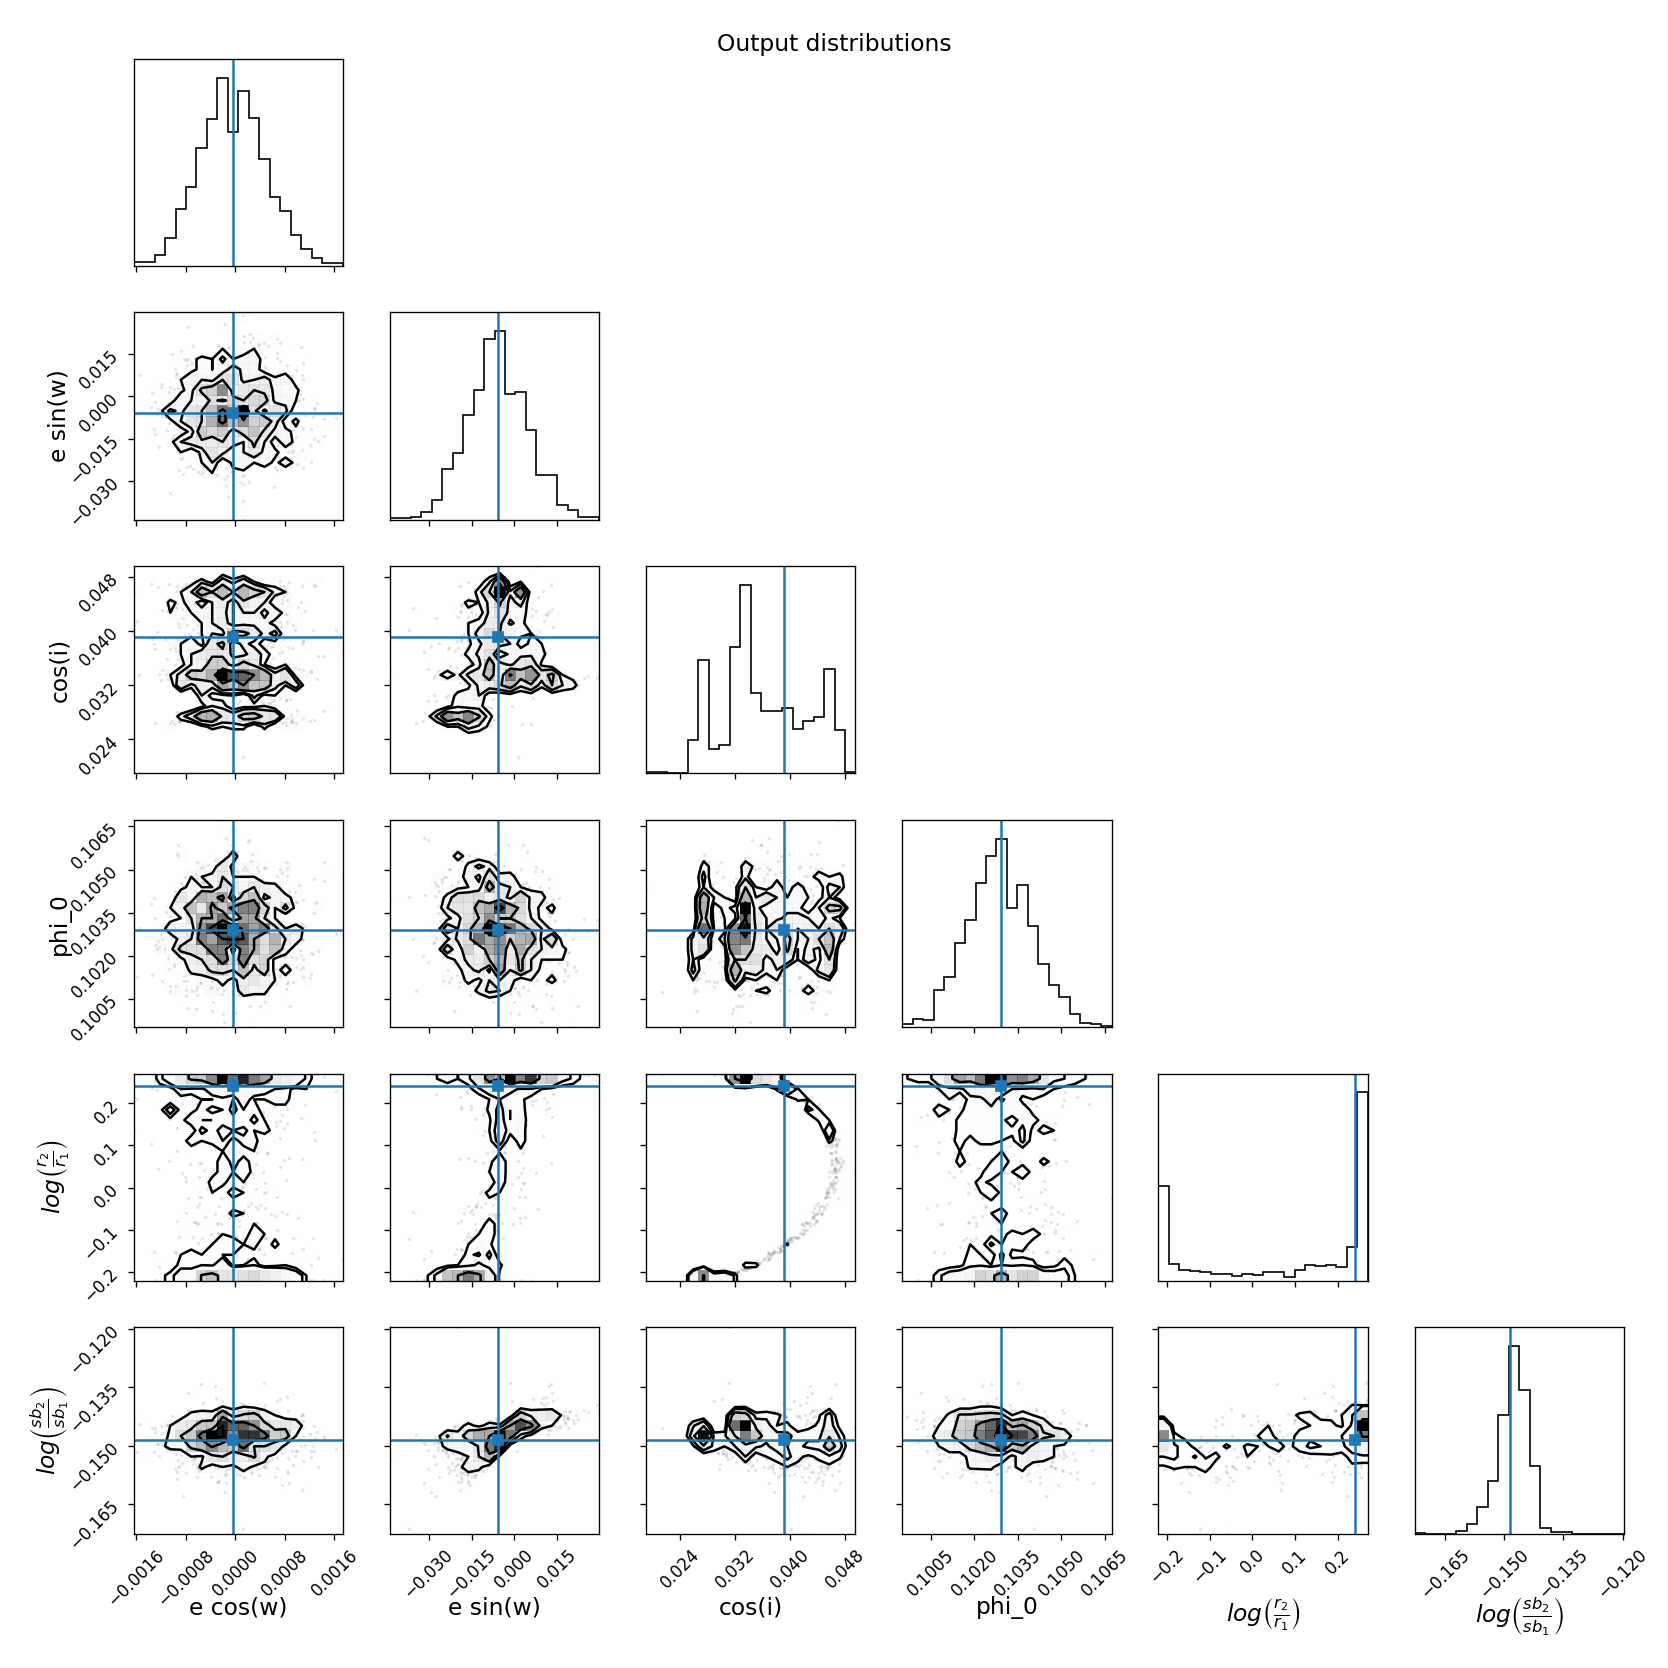 Output distributions
e sin(w)
0.015
0.000
−0.015
−0.030
cos(i)
0.048
0.040
0.032
0.024
phi_0
0.1065
0.1050
0.1035
0.1020
0.1005
log(r2/r1)
0.2
0.1
0.0
−0.1
−0.2
log(sb2/sb1)
−0.120
−0.135
−0.150
−0.165
−0.0016 −0.0008 0.0000 0.0008 0.0016
e cos(w)
−0.030 −0.015 0.000 0.015
e sin(w)
0.024 0.032 0.040 0.048
cos(i)
0.1005 0.1020 0.1035 0.1050 0.1065
phi_0
−0.2 −0.1 0.0 0.1 0.2
log(r2/r1)
−0.165 −0.150 −0.135 −0.120
log(sb2/sb1)